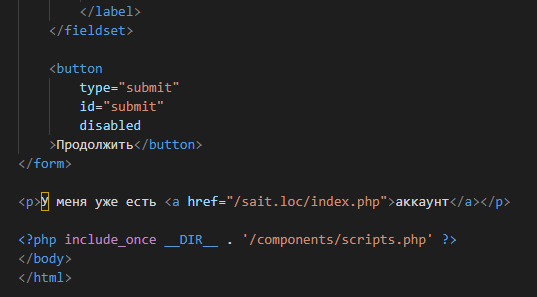 </label>
</fieldset>
<button
type="submit"
id="submit"
disabled
>Продолжить</button>
</form>
<p>У меня уже есть <a href="/sait.loc/index.php">аккаунт</a></p>
<?php include_once __DIR__ . '/components/scripts.php' ?>
</body>
</html>